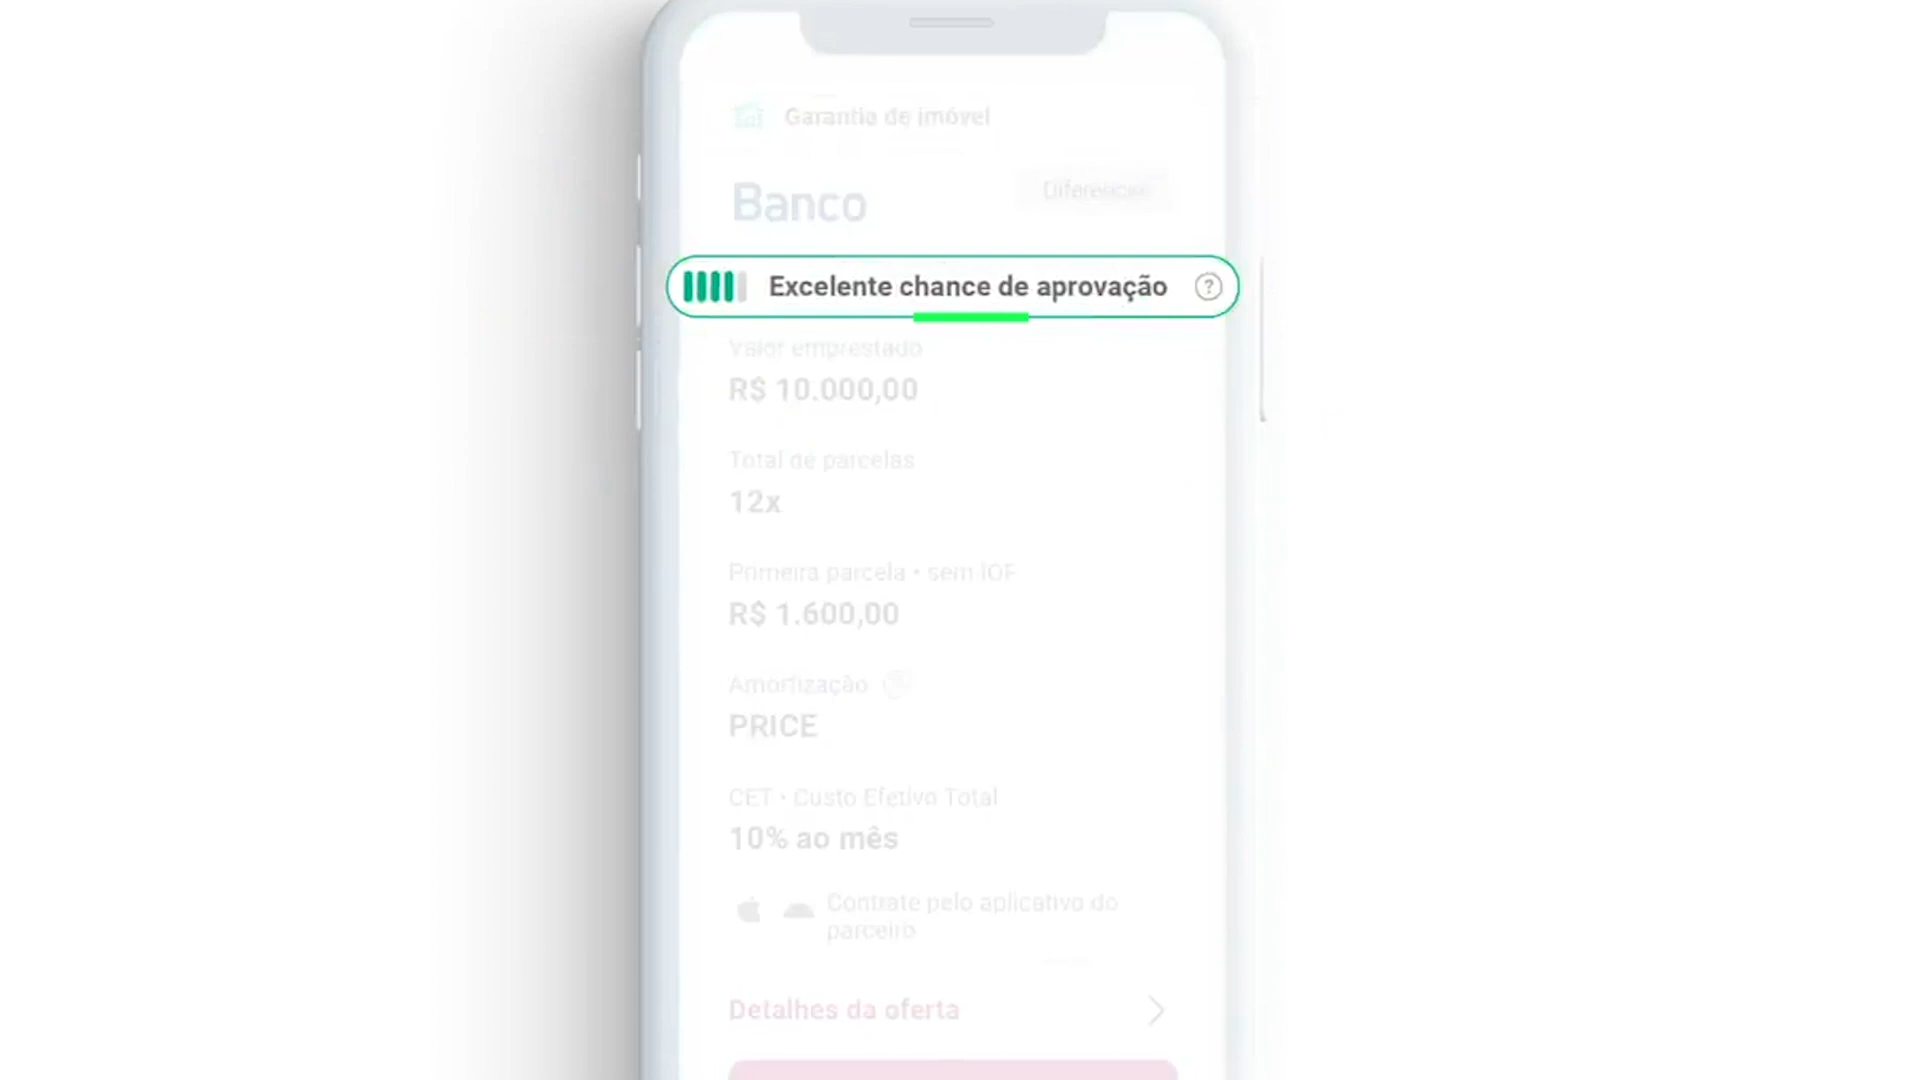 Garantia de imóvel
Banco
Diferencial
Excelente chance de aprovação
?
Valor emprestado
R$ 10.000,00
Total de parcelas
12x
Primeira parcela • sem IOF
R$ 1.600,00
Amortização
PRICE
CET • Custo Efetivo Total
10% ao mês
Contrate pelo aplicativo do
parceiro
Detalhes da oferta